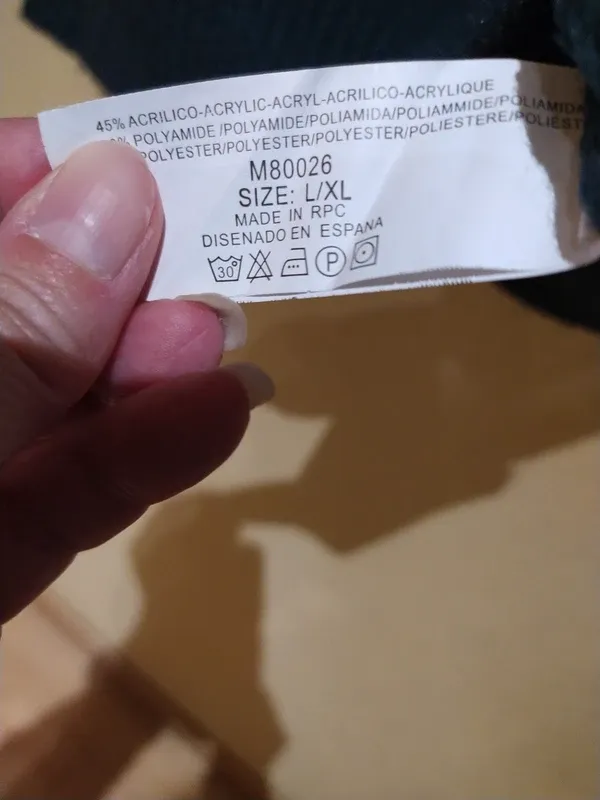 45% ACRILICO-ACRYLIC-ACRYL-ACRILICO-ACRYLIQUE
POLYAMIDE /POLYAMIDE/POLIAMIDA/POLIAMMIDE/POLIAMIDA
POLYESTER/POLYESTER/POLYESTER/POLIESTERE/POLIEST
M80026
SIZE: L/XL
MADE IN RPC
DISENADO EN ESPANA
30° P